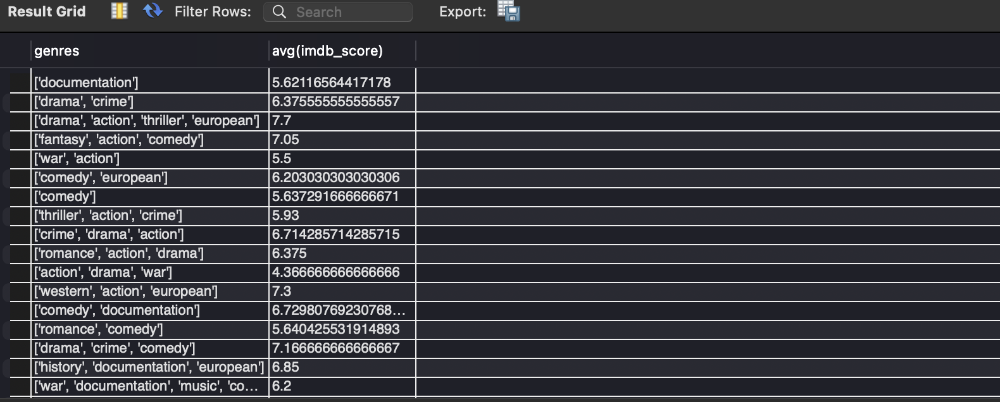 Result Grid Filter Rows: Search Export:
genres avg(imdb_score)
['documentation'] 5.62116564417178
['drama', 'crime'] 6.375555555555557
['drama', 'action', 'thriller', 'european'] 7.7
['fantasy', 'action', 'comedy'] 7.05
['war', 'action'] 5.5
['comedy', 'european'] 6.203030303030306
['comedy'] 5.637291666666671
['thriller', 'action', 'crime'] 5.93
['crime', 'drama', 'action'] 6.714285714285715
['romance', 'action', 'drama'] 6.375
['action', 'drama', 'war'] 4.366666666666666
['western', 'action', 'european'] 7.3
['comedy', 'documentation'] 6.72980769230768...
['romance', 'comedy'] 5.640425531914893
['drama', 'crime', 'comedy'] 7.166666666666667
['history', 'documentation', 'european'] 6.85
['war', 'documentation', 'music', 'co... 6.2